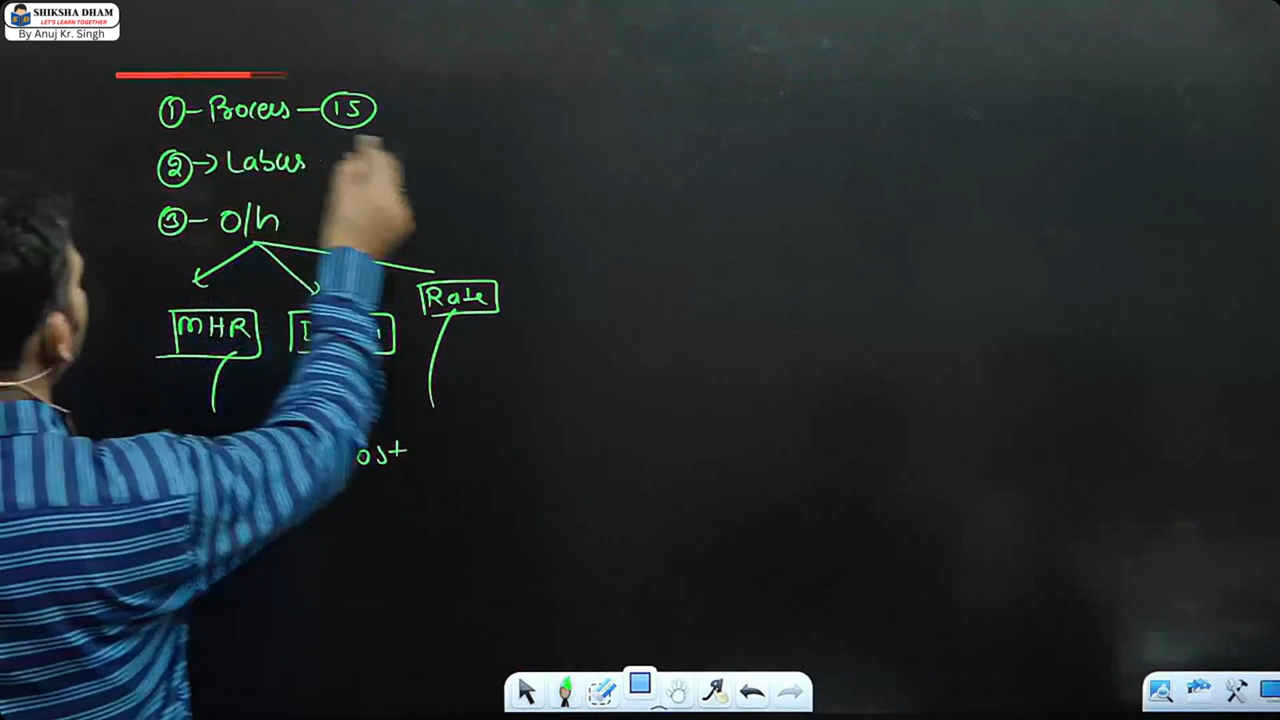 SHIKSHA DHAM
LET'S LEARN TOGETHER
By Anuj Kr. Singh
① - Process - 15
② → Labour
③ - O/h
Rate
MHR
ost